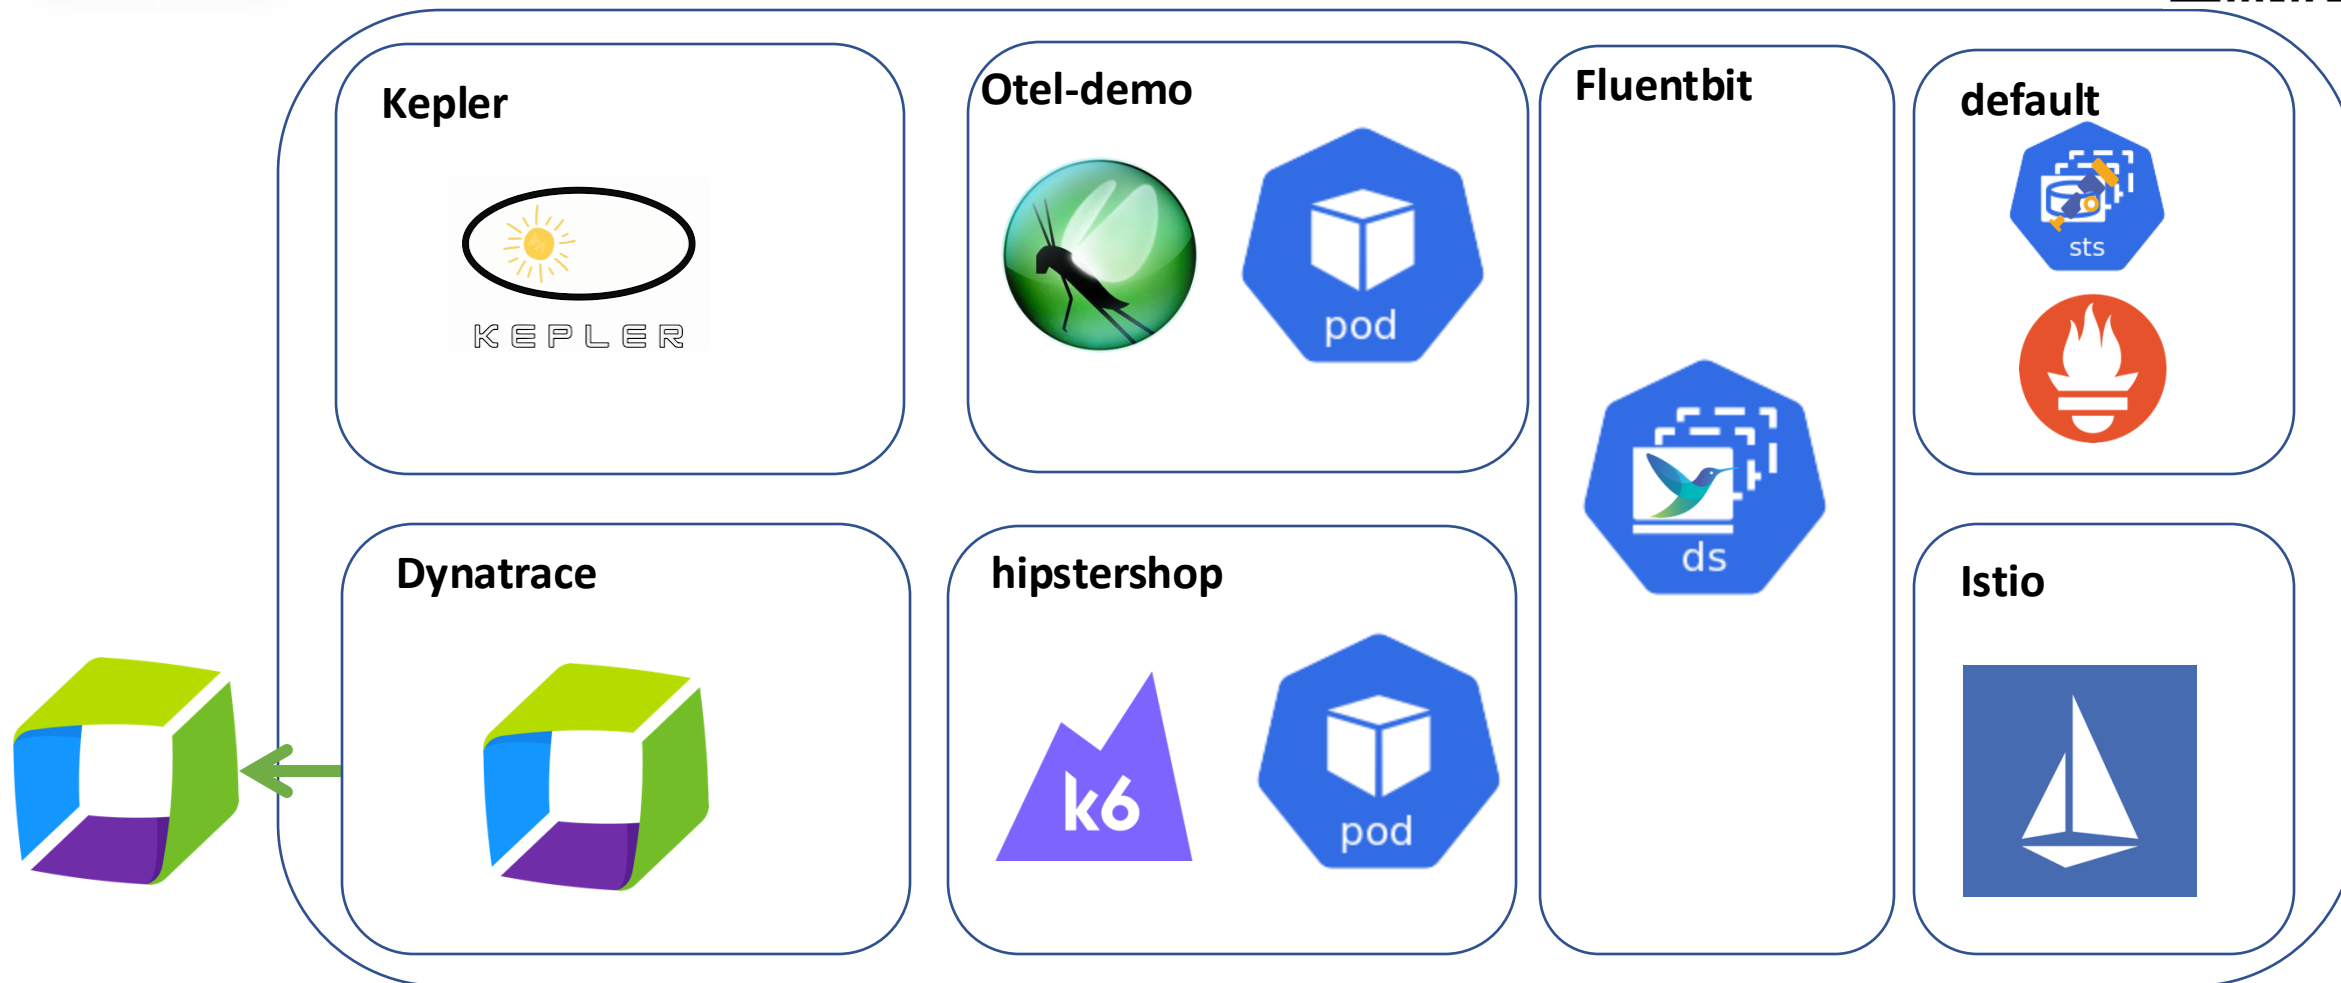 Kepler
KEPLER
Otel-demo
pod
Fluentbit
ds
default
sts
Dynatrace
hipstershop
k6
pod
Istio